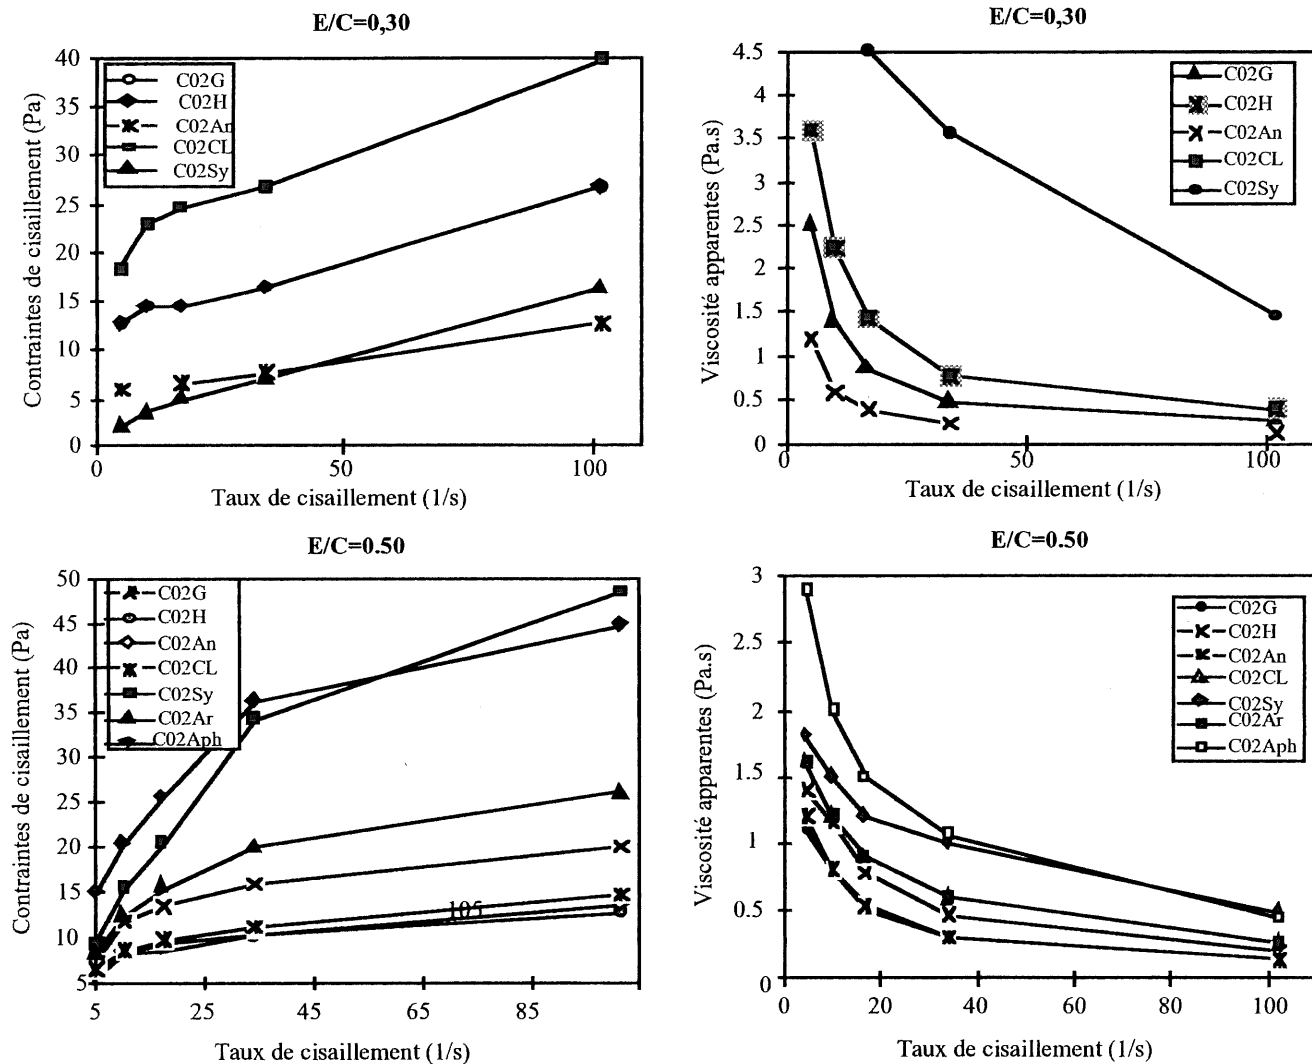 E/C=0,30
Contraintes de cisaillement (Pa)
40
35
30
25
20
15
10
5
0
C02G
C02H
C02An
C02CL
C02Sy
0
50
100
Taux de cisaillement (1/s)
E/C=0,30
Viscosité apparentes (Pa.s)
4.5
4
3.5
3
2.5
2
1.5
1
0.5
0
C02G
C02H
C02An
C02CL
C02Sy
0
50
100
Taux de cisaillement (1/s)
E/C=0.50
Contraintes de cisaillement (Pa)
50
45
40
35
30
25
20
15
10
5
C02G
C02H
C02An
C02CL
C02Sy
C02Ar
C02Aph
105
5
25
45
65
85
Taux de cisaillement (1/s)
E/C=0.50
Viscosité apparentes (Pa.s)
3
2.5
2
1.5
1
0.5
0
C02G
C02H
C02An
C02CL
C02Sy
C02Ar
C02Aph
0
20
40
60
80
100
Taux de cisaillement (1/s)